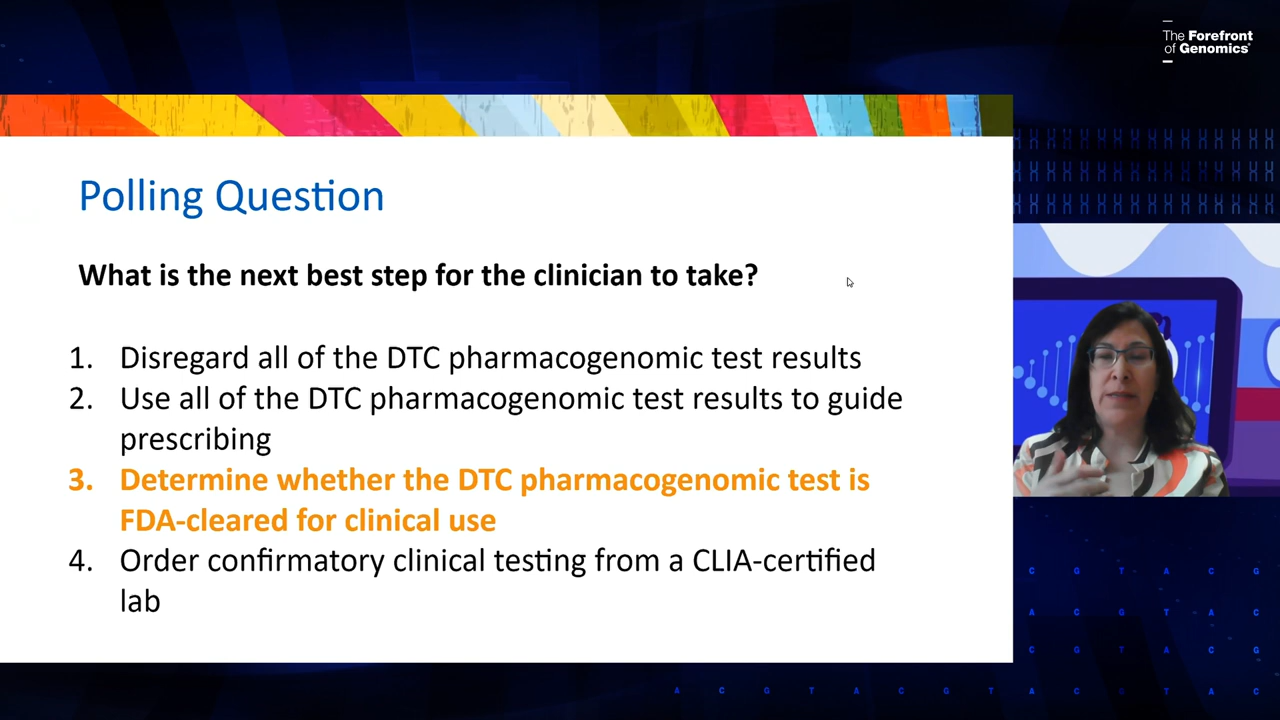 The Forefront
of Genomics®
Polling Question
What is the next best step for the clinician to take?
1. Disregard all of the DTC pharmacogenomic test results
2. Use all of the DTC pharmacogenomic test results to guide
prescribing
3. Determine whether the DTC pharmacogenomic test is
FDA-cleared for clinical use
4. Order confirmatory clinical testing from a CLIA-certified
lab
C G T A C G
A C G T A C
C G T A C G
A C G T A C G T A C G T A C